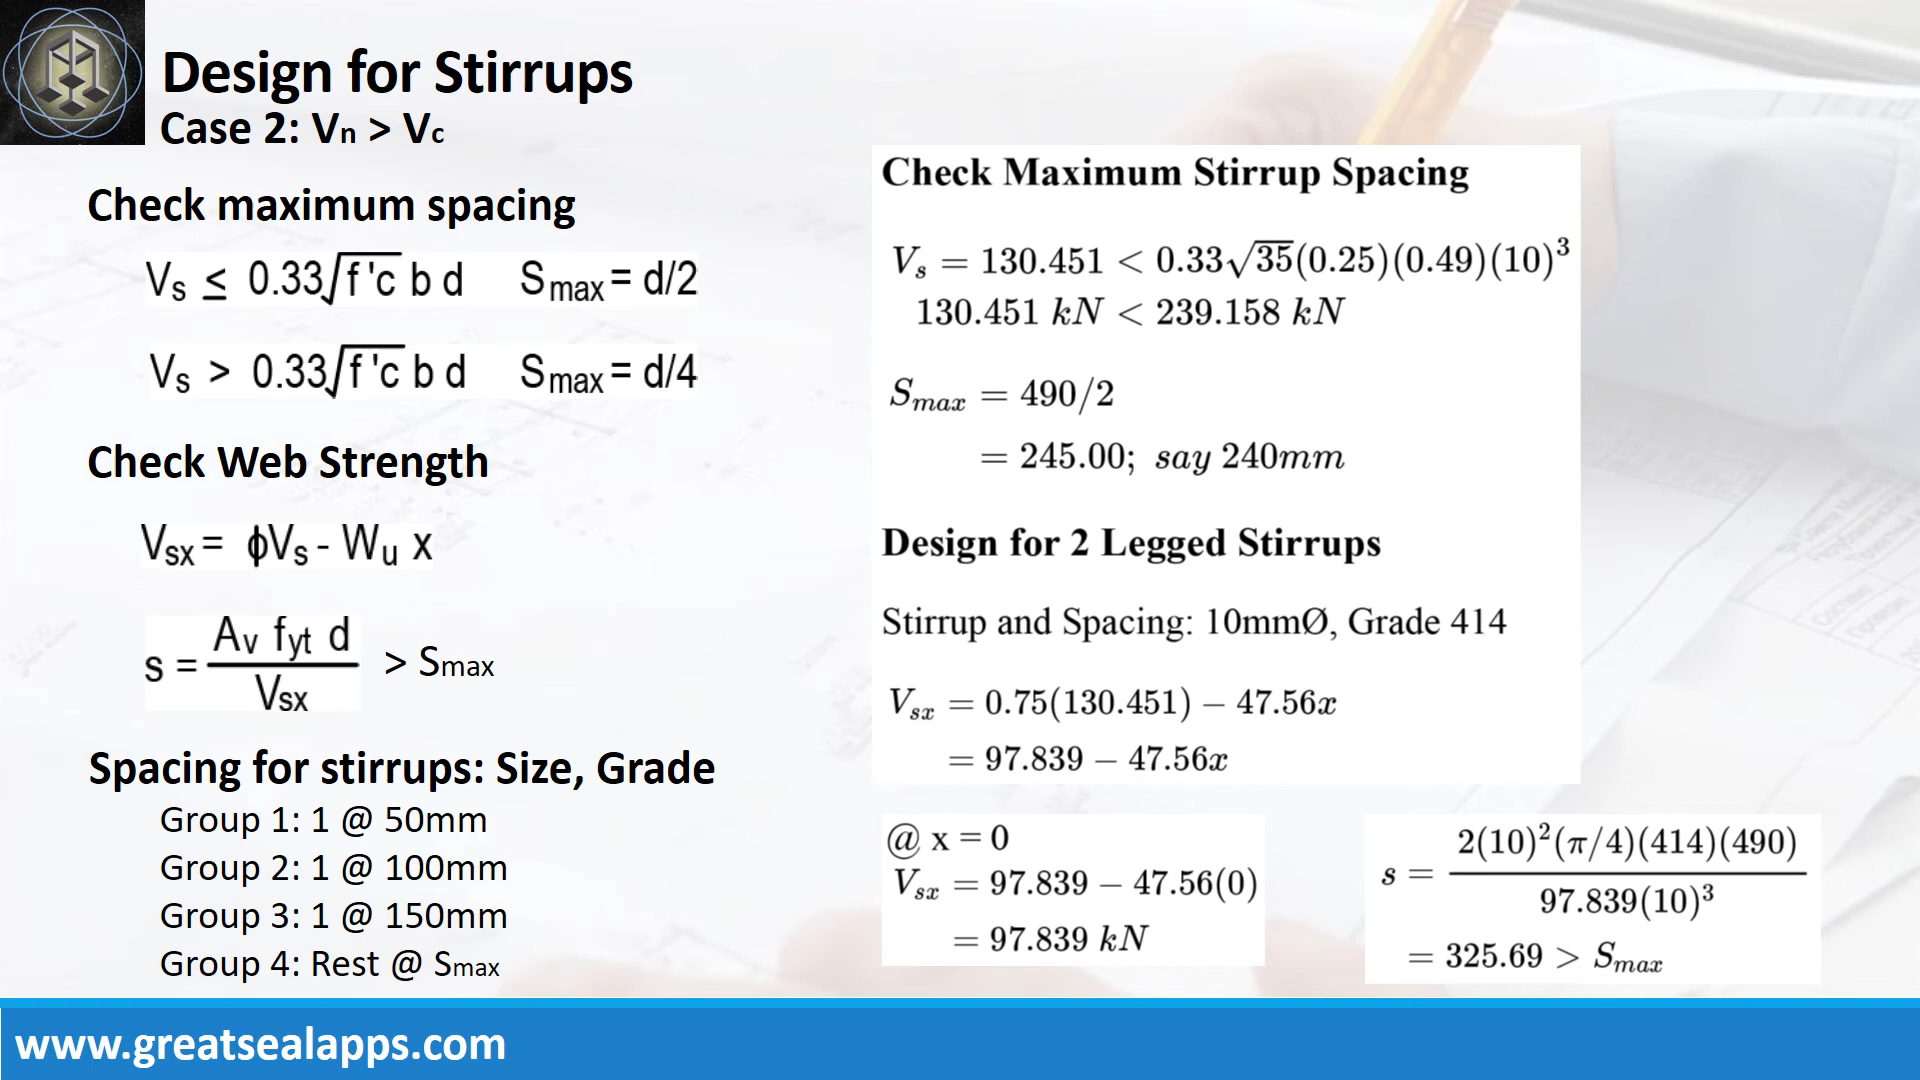 Design for Stirrups
Case 2: Vn > Vc
Check maximum spacing
Vs ≤ 0.33√f'c b d Smax = d/2
Vs > 0.33√f'c b d Smax = d/4
Check Web Strength
Vsx = ϕVs - Wu x
s = Av fyt d / Vsx > Smax
Spacing for stirrups: Size, Grade
Group 1: 1 @ 50mm
Group 2: 1 @ 100mm
Group 3: 1 @ 150mm
Group 4: Rest @ Smax
Check Maximum Stirrup Spacing
Vs = 130.451 < 0.33√35(0.25)(0.49)(10)³
130.451 kN < 239.158 kN
Smax = 490/2
= 245.00; say 240mm
Design for 2 Legged Stirrups
Stirrup and Spacing: 10mmØ, Grade 414
Vsx = 0.75(130.451) − 47.56x
= 97.839 − 47.56x
@ x = 0
Vsx = 97.839 − 47.56(0)
= 97.839 kN
s = 2(10)²(π/4)(414)(490) / 97.839(10)³
= 325.69 > Smax
www.greatsealapps.com